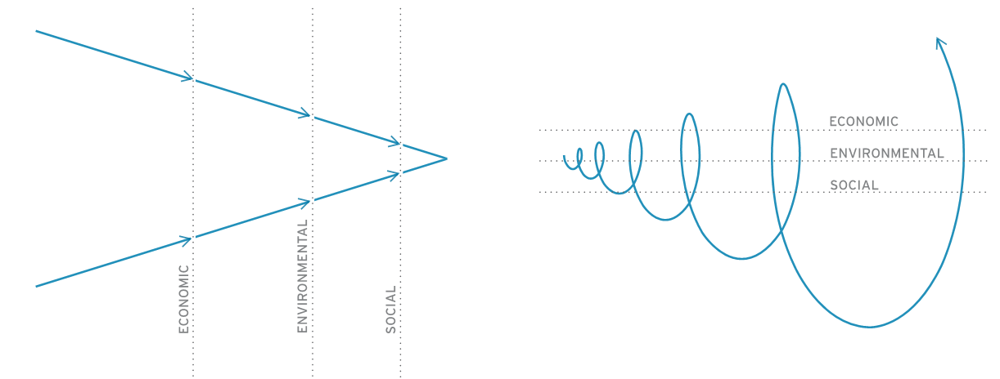 ECONOMIC
ENVIRONMENTAL
SOCIAL
ECONOMIC
ENVIRONMENTAL
SOCIAL